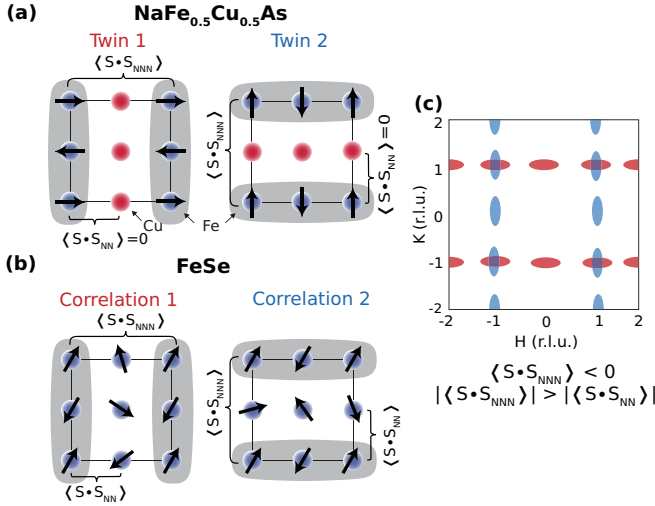 (a)
NaFe0.5Cu0.5As
Twin 1
Twin 2
⟨S•SNNN⟩
⟨S•SNNN⟩
⟨S•SNN⟩=0
⟨S•SNN⟩=0
Cu
Fe
(b)
FeSe
Correlation 1
Correlation 2
⟨S•SNNN⟩
⟨S•SNNN⟩
⟨S•SNN⟩
⟨S•SNN⟩
(c)
2
1
0
-1
-2
K (r.l.u.)
-2
-1
0
1
2
H (r.l.u.)
⟨S•SNNN⟩ < 0
|⟨S•SNNN⟩| > |⟨S•SNN⟩|